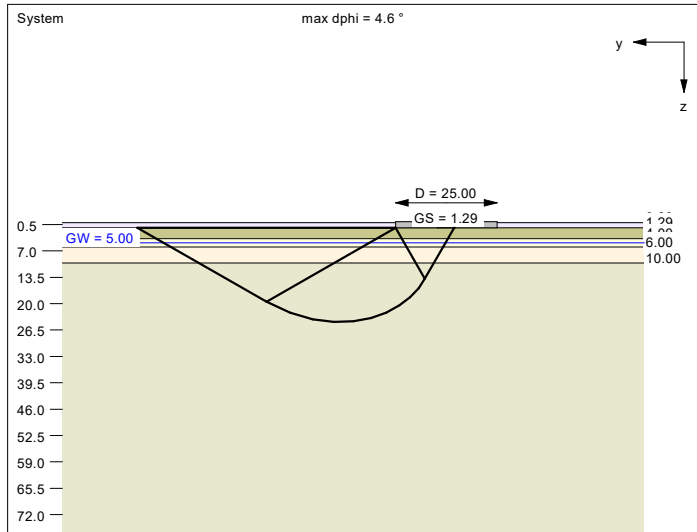 System
max dphi = 4.6 °
y
z
D = 25.00
GS = 1.29
0.5
1.29
GW = 5.00
6.00
7.0
10.00
13.5
20.0
26.5
33.0
39.5
46.0
52.5
59.0
65.5
72.0